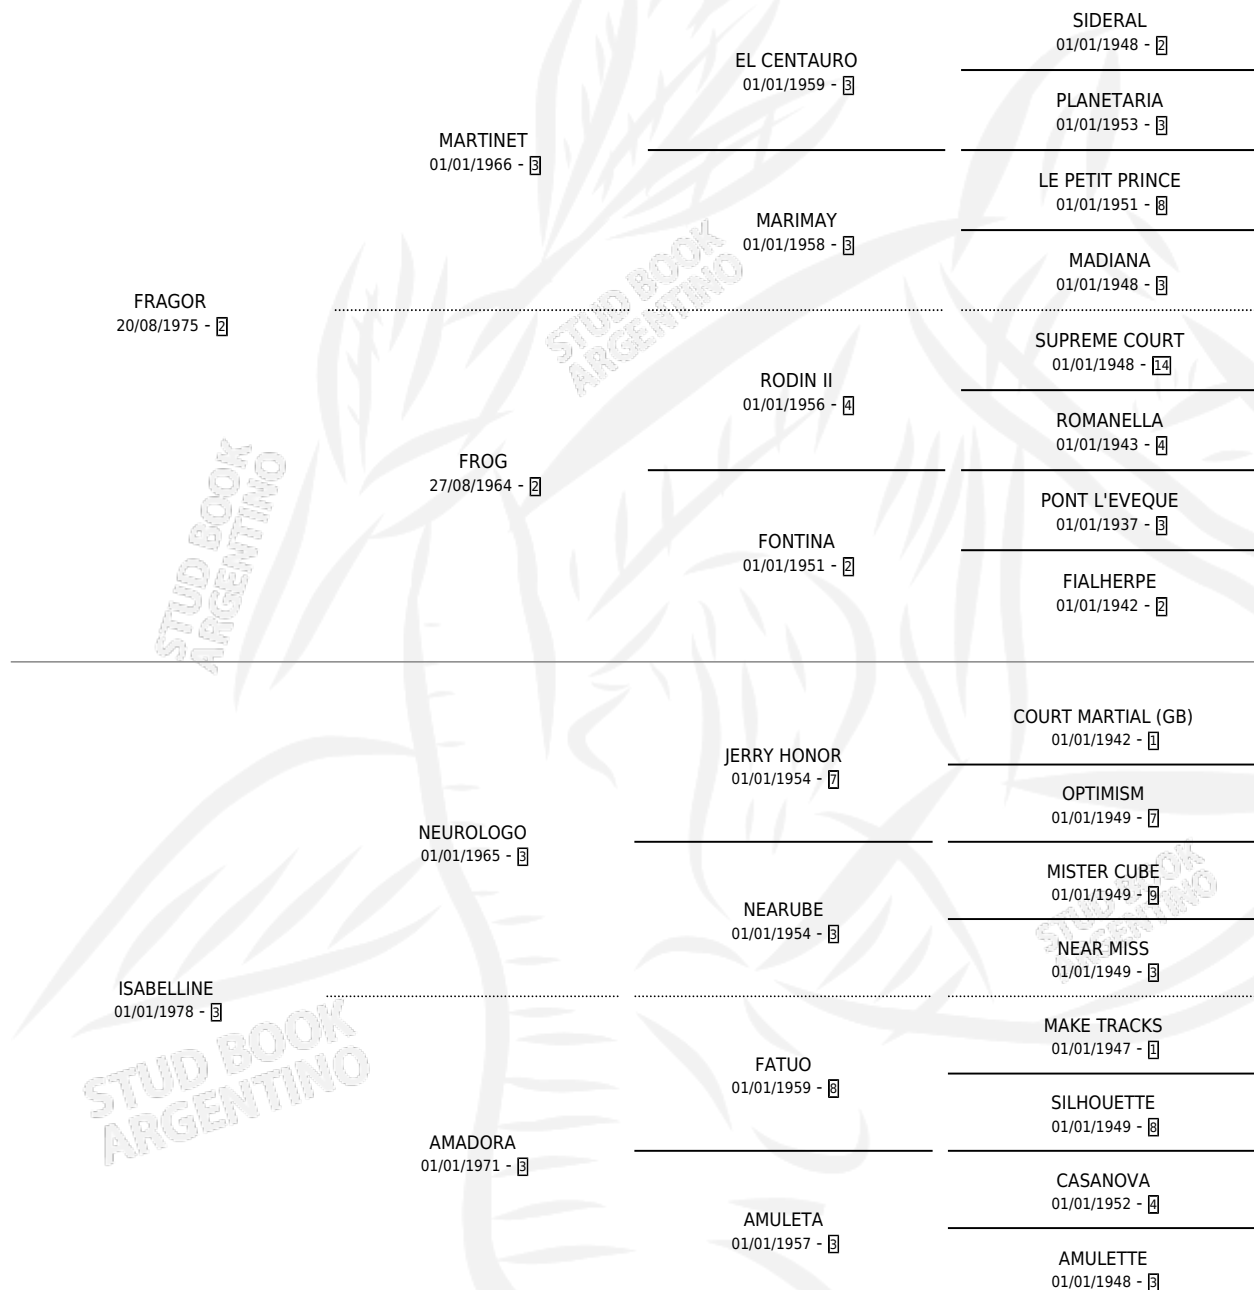 SIDERAL
01/01/1948 - 2
EL CENTAURO
01/01/1959 - 3
PLANETARIA
01/01/1953 - 3
MARTINET
01/01/1966 - 3
LE PETIT PRINCE
01/01/1951 - 8
MARIMAY
01/01/1958 - 3
MADIANA
01/01/1948 - 3
FRAGOR
20/08/1975 - 2
SUPREME COURT
01/01/1948 - 14
RODIN II
01/01/1956 - 4
ROMANELLA
01/01/1943 - 4
FROG
27/08/1964 - 2
PONT L'EVEQUE
01/01/1937 - 3
FONTINA
01/01/1951 - 2
FIALHERPE
01/01/1942 - 2
COURT MARTIAL (GB)
01/01/1942 - 1
JERRY HONOR
01/01/1954 - 7
OPTIMISM
01/01/1949 - 7
NEUROLOGO
01/01/1965 - 3
MISTER CUBE
01/01/1949 - 9
NEARUBE
01/01/1954 - 3
NEAR MISS
01/01/1949 - 3
ISABELLINE
01/01/1978 - 3
MAKE TRACKS
01/01/1947 - 1
FATUO
01/01/1959 - 8
SILHOUETTE
01/01/1949 - 8
AMADORA
01/01/1971 - 3
CASANOVA
01/01/1952 - 4
AMULETA
01/01/1957 - 3
AMULETTE
01/01/1948 - 3
STUD BOOK
ARGENTINO
STUD BOOK
ARGENTINO
STUD BOOK
ARGENTINO
STUD BOOK
ARGENTINO